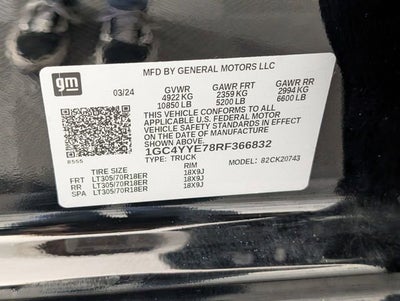 gm
MFD BY GENERAL MOTORS LLC
03/24 GVWR GAWR FRT GAWR RR
4922 KG 2359 KG 2994 KG
10850 LB 5200 LB 6600 LB
THIS VEHICLE CONFORMS TO ALL
APPLICABLE U.S. FEDERAL MOTOR
VEHICLE SAFETY STANDARDS IN EFFECT
ON THE DATE OF MANUFACTURE
SHOWN ABOVE.
1GC4YYE78RF366832
TYPE: TRUCK MODEL: 82CK20743
TIRE SIZE RIM
FRT LT305/70R18ER 18X9J
RR LT305/70R18ER 18X9J
SPA LT305/70R18ER 18X9J